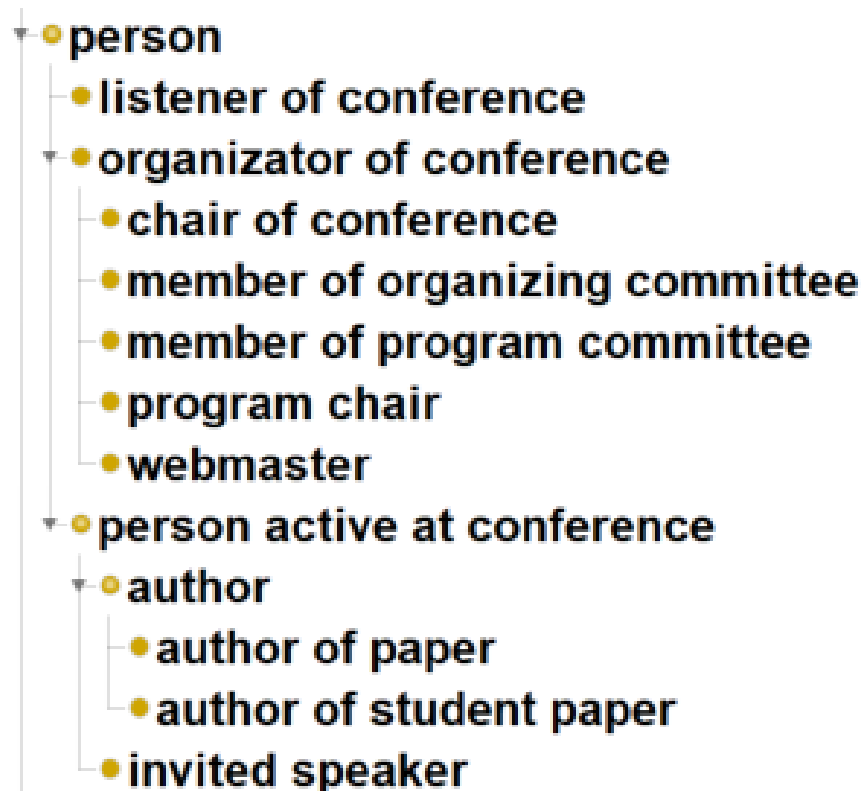 person
listener of conference
organizator of conference
chair of conference
member of organizing committee
member of program committee
program chair
webmaster
person active at conference
author
author of paper
author of student paper
invited speaker